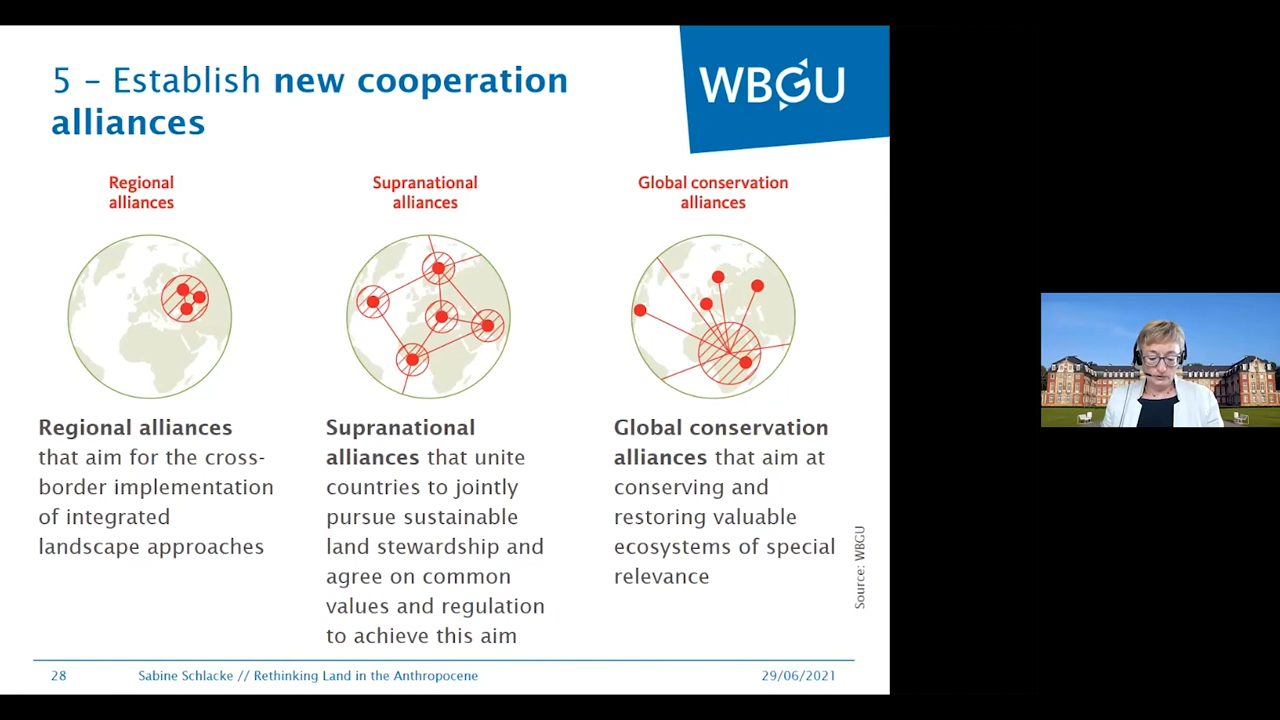 5 – Establish new cooperation
alliances
WBGU
Regional
alliances
Supranational
alliances
Global conservation
alliances
Regional alliances
that aim for the cross-
border implementation
of integrated
landscape approaches
Supranational
alliances that unite
countries to jointly
pursue sustainable
land stewardship and
agree on common
values and regulation
to achieve this aim
Global conservation
alliances that aim at
conserving and
restoring valuable
ecosystems of special
relevance
Source: WBGU
28
Sabine Schlacke // Rethinking Land in the Anthropocene
29/06/2021